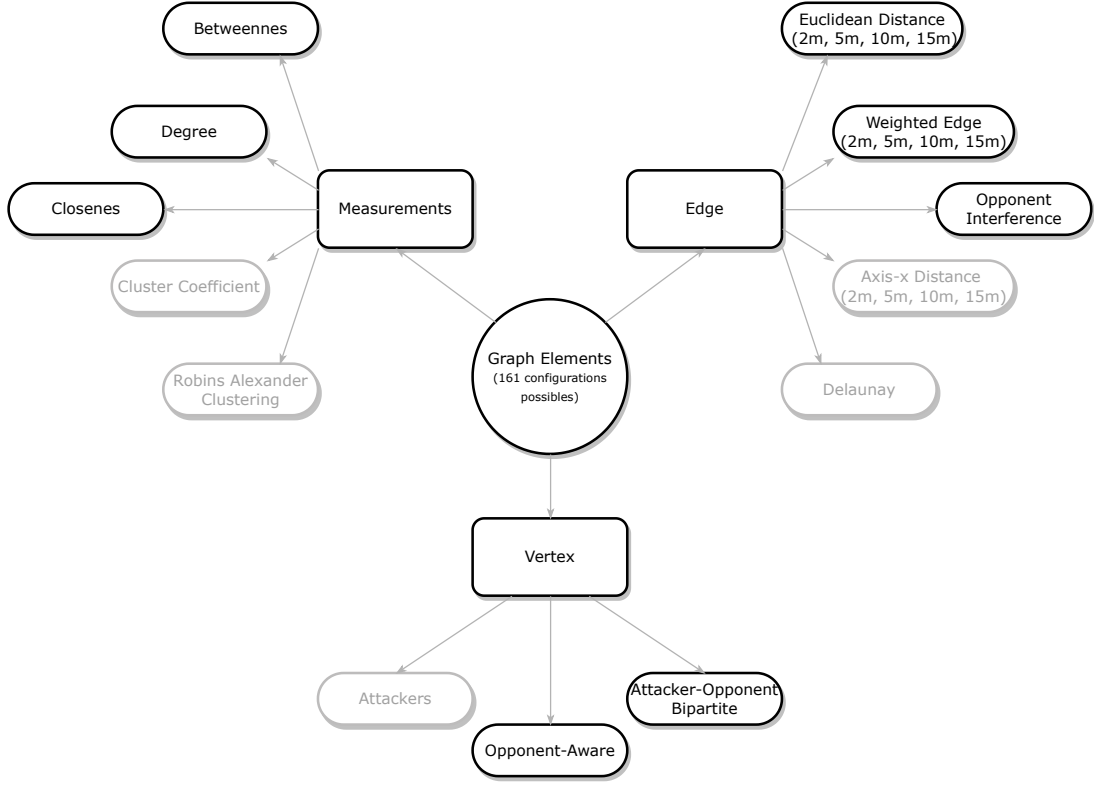 Betweennes
Degree
Closenes
Cluster Coefficient
Robins Alexander
Clustering
Measurements
Euclidean Distance
(2m, 5m, 10m, 15m)
Weighted Edge
(2m, 5m, 10m, 15m)
Opponent
Interference
Axis-x Distance
(2m, 5m, 10m, 15m)
Delaunay
Edge
Graph Elements
(161 configurations
possibles)
Vertex
Attackers
Opponent-Aware
Attacker-Opponent
Bipartite